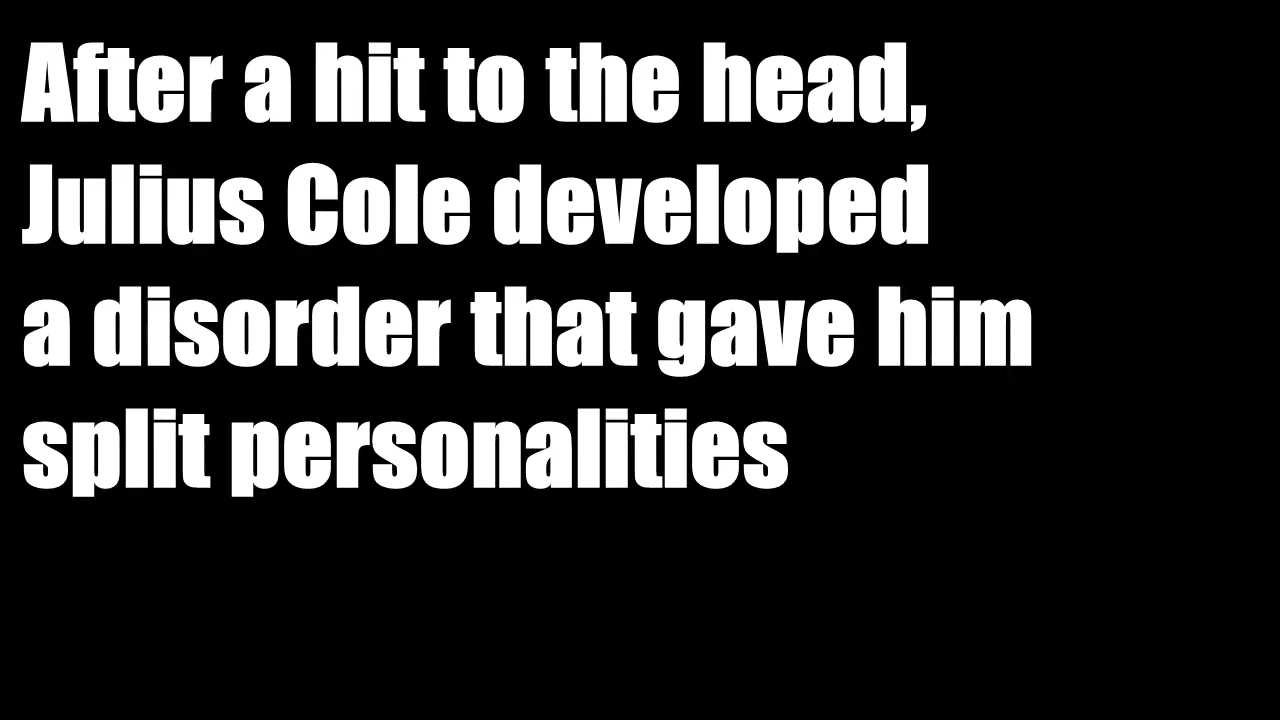 After a hit to the head,
Julius Cole developed
a disorder that gave him
split personalities